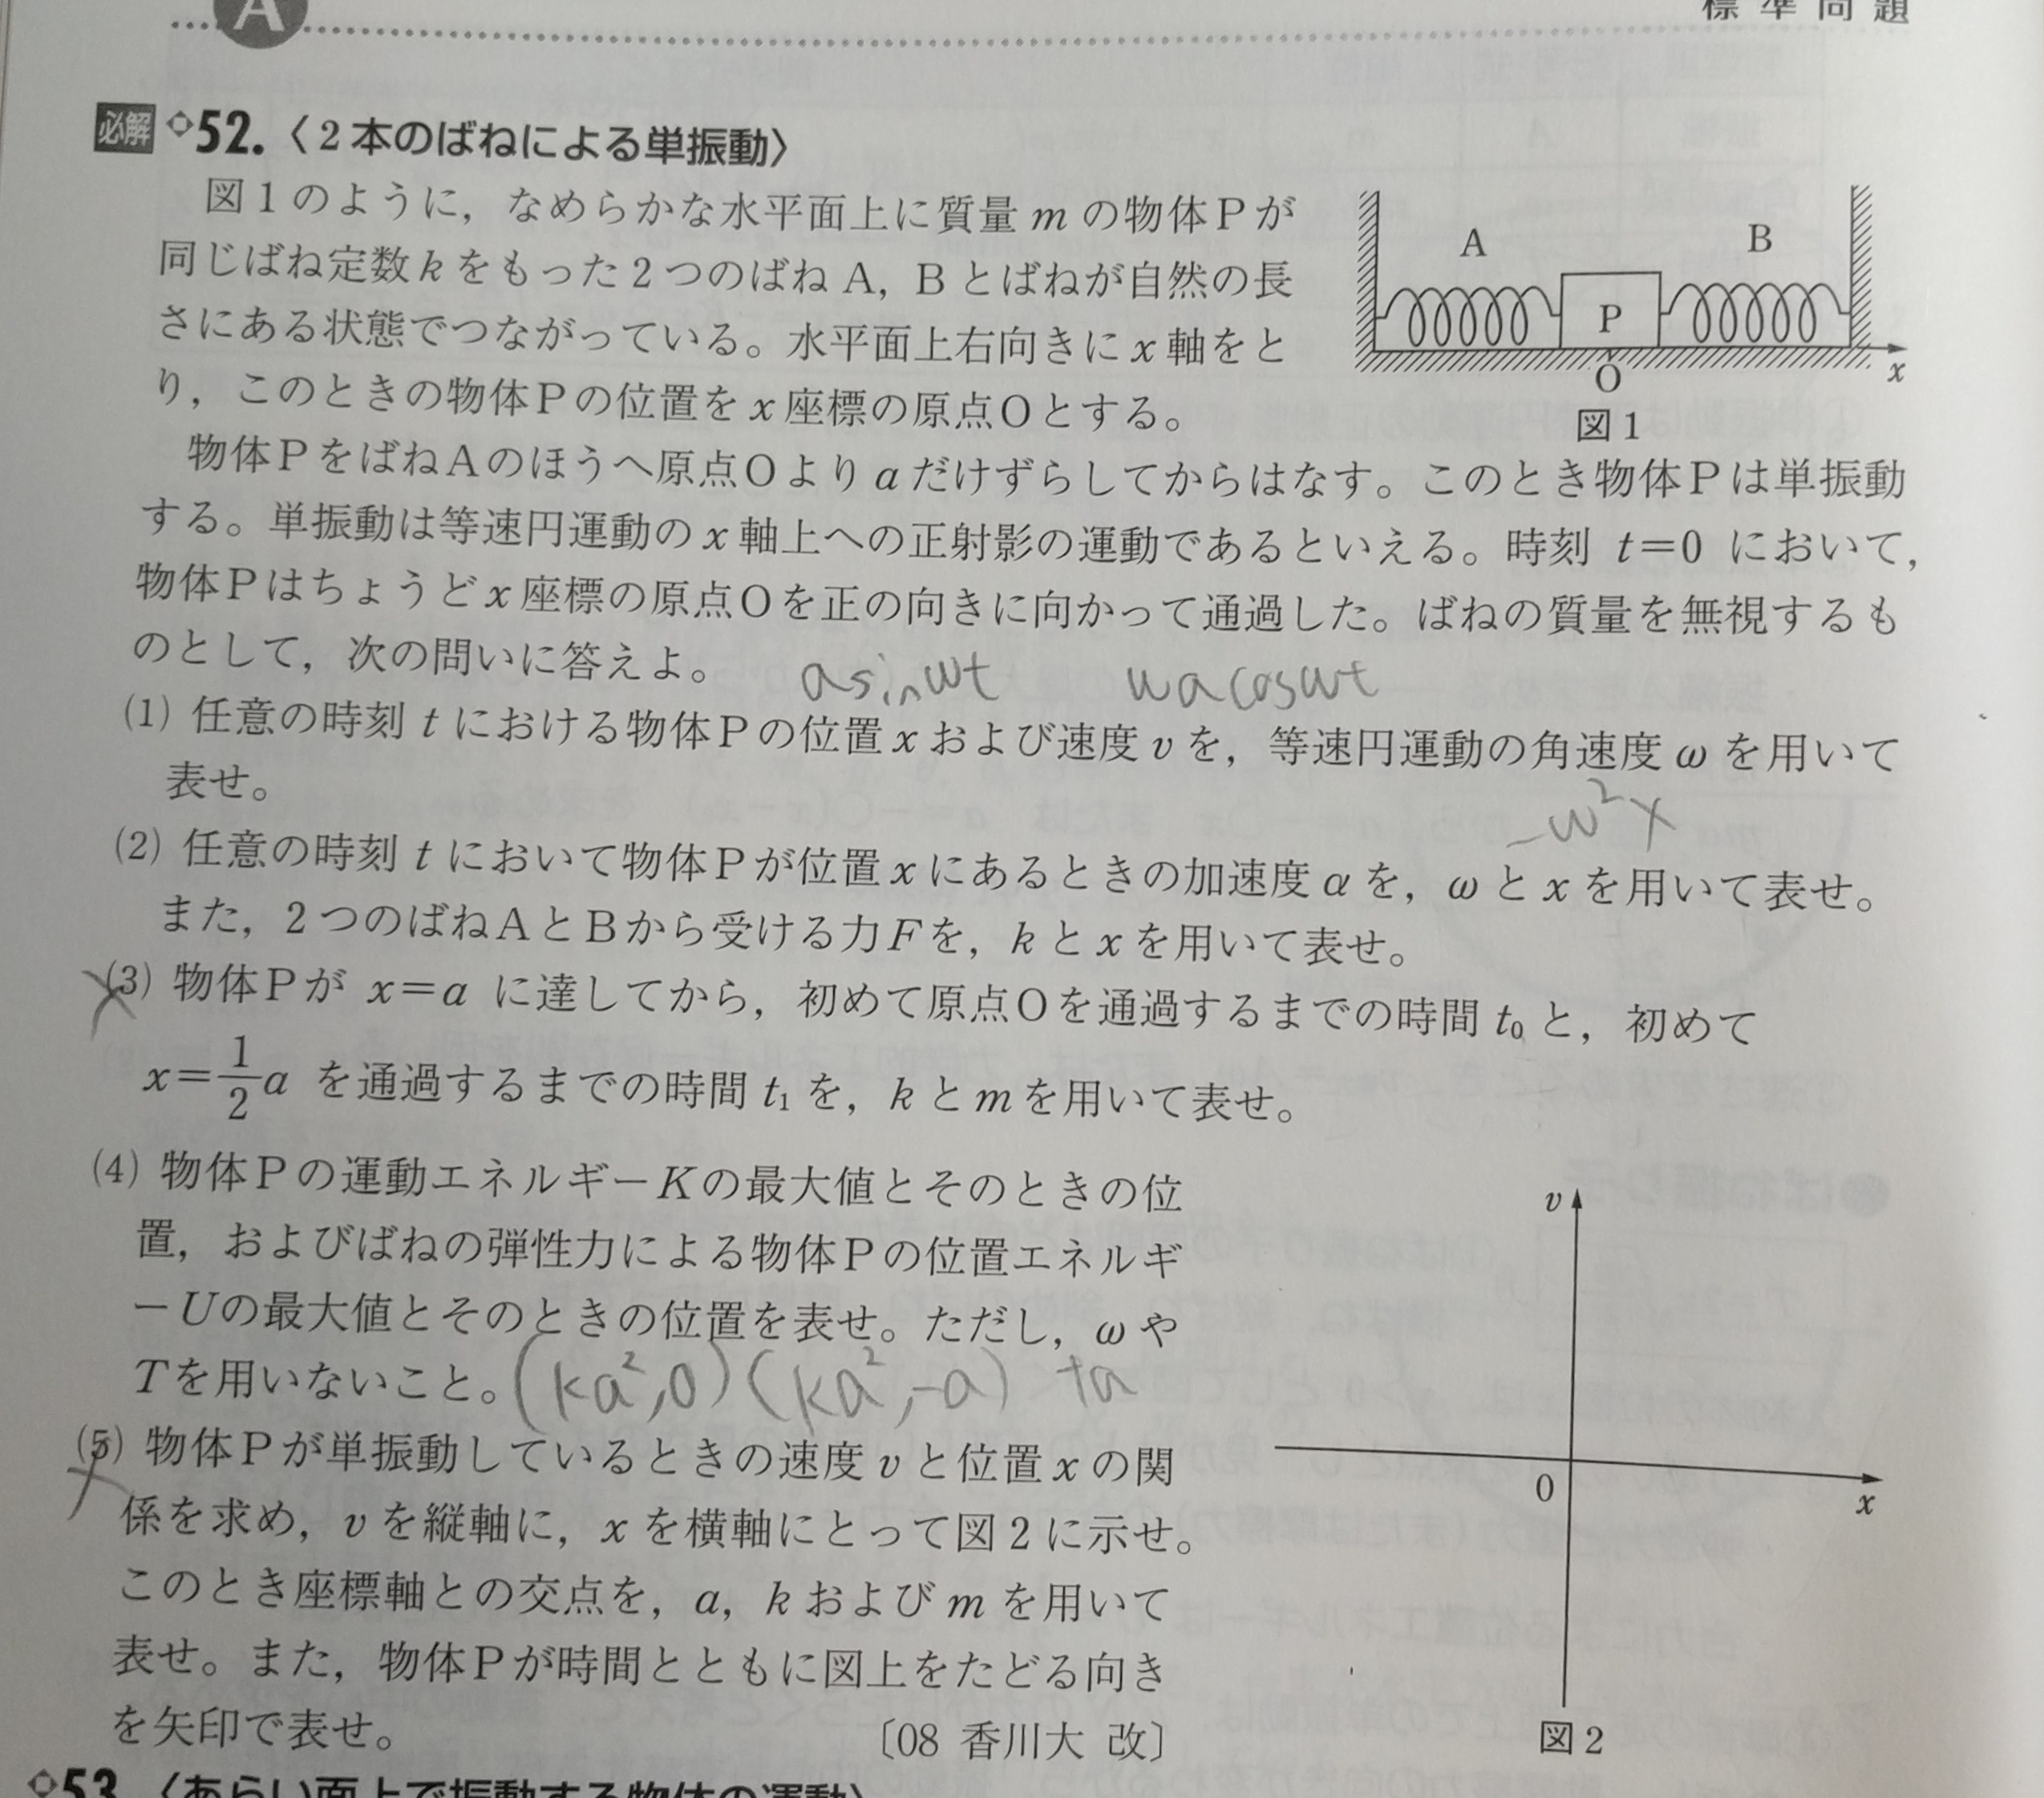 A
標準問題
必解 52.〈2本のばねによる単振動〉
図1のように，なめらかな水平面上に質量 m の物体Pが
同じばね定数 k をもった2つのばね A，B とばねが自然の長
さにある状態でつながっている。水平面上右向きに x 軸をと
り，このときの物体Pの位置を x 座標の原点Oとする。
A
B
P
O
x
図1
物体PをばねAのほうへ原点Oより a だけずらしてからはなす。このとき物体Pは単振動
する。単振動は等速円運動の x 軸上への正射影の運動であるといえる。時刻 t=0 において，
物体Pはちょうど x 座標の原点Oを正の向きに向かって通過した。ばねの質量を無視するも
のとして，次の問いに答えよ。
asinωt ωacosωt
(1) 任意の時刻 t における物体Pの位置 x および速度 v を，等速円運動の角速度 ω を用いて
表せ。
-ω²x
(2) 任意の時刻 t において物体Pが位置 x にあるときの加速度 α を，ω と x を用いて表せ。
また，2つのばねAとBから受ける力 F を，k と x を用いて表せ。
(3) 物体Pが x=a に達してから，初めて原点Oを通過するまでの時間 t₀ と，初めて
x=1/2 a を通過するまでの時間 t₁ を，k と m を用いて表せ。
(4) 物体Pの運動エネルギーKの最大値とそのときの位
置，およびばねの弾性力による物体Pの位置エネルギ
ーUの最大値とそのときの位置を表せ。ただし，ω や
T を用いないこと。(ka²,0) (ka²,-a) ±a
(5) 物体Pが単振動しているときの速度 v と位置 x の関
係を求め，v を縦軸に，x を横軸にとって図2に示せ。
このとき座標軸との交点を，a，k および m を用いて
表せ。また，物体Pが時間とともに図上をたどる向き
を矢印で表せ。
〔08 香川大 改〕
v
0
x
図2
53.〈あらい面上で振動する物体の運動〉